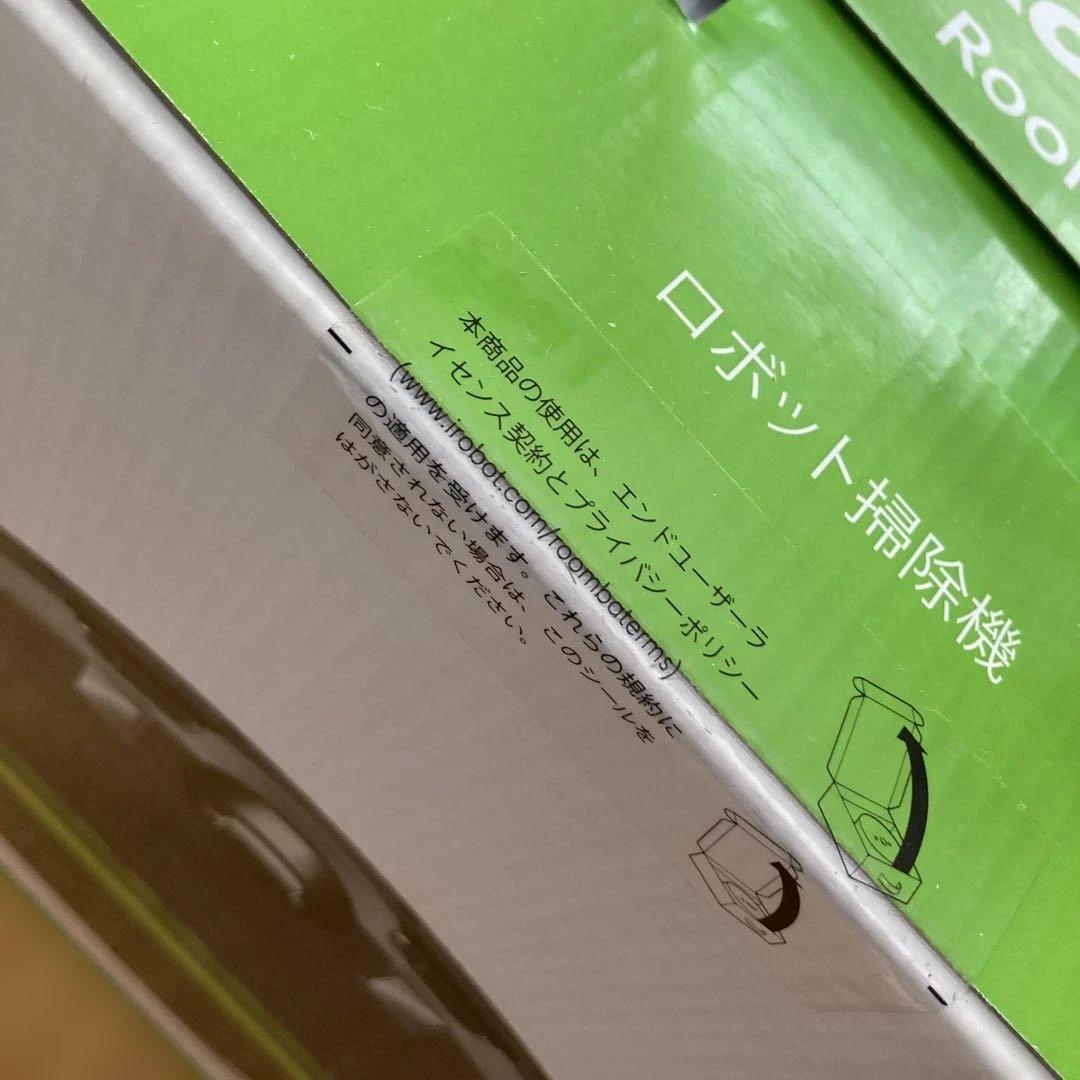 Roo
ロボット掃除機
本商品の使用は、エンドユーザーラ
イセンス契約とプライバシーポリシー
(www.irobot.com/roombaterms)
の適用を受けます。これらの規約に
同意されない場合は、このシールを
はがさないでください。